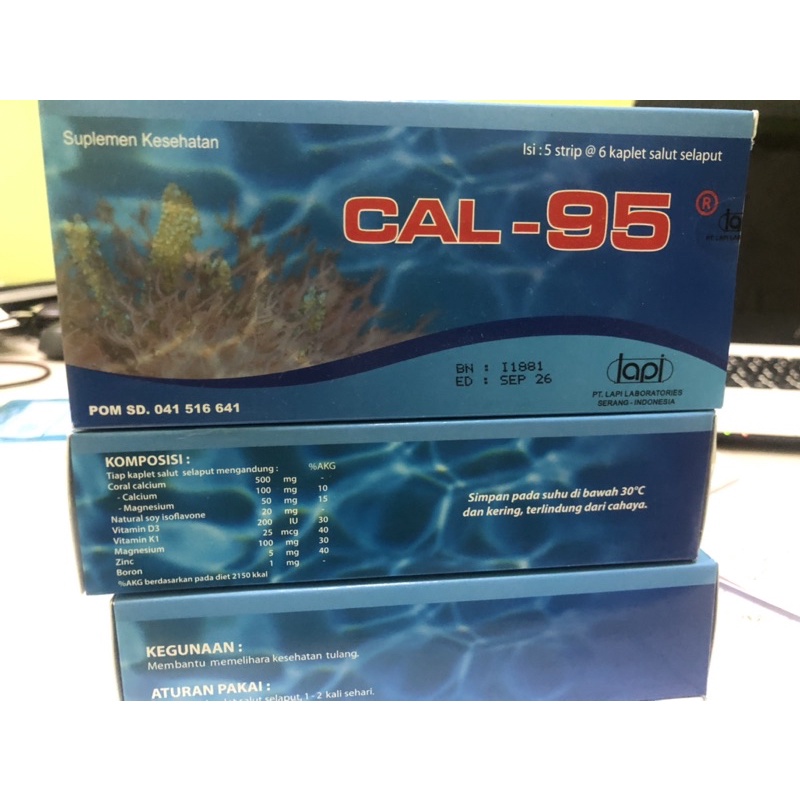 Suplemen Kesehatan
Isi : 5 strip @ 6 kaplet salut selaput
CAL-95®
lapi
BN : I1881
ED : SEP 26
lapi
PT. LAPI LABORATORIES
SERANG - INDONESIA
POM SD. 041 516 641
KOMPOSISI :
Tiap kaplet salut selaput mengandung : %AKG
Coral calcium 500 mg -
- Calcium 100 mg 10
- Magnesium 50 mg 15
Natural soy isoflavone 20 mg -
Vitamin D3 200 IU 30
Vitamin K1 25 mcg 40
Magnesium 100 mg 30
Zinc 5 mg 40
Boron 1 mg -
%AKG berdasarkan pada diet 2150 kkal
Simpan pada suhu di bawah 30°C
dan kering, terlindung dari cahaya.
KEGUNAAN :
Membantu memelihara kesehatan tulang.
ATURAN PAKAI :
salut selaput, 1 - 2 kali sehari.